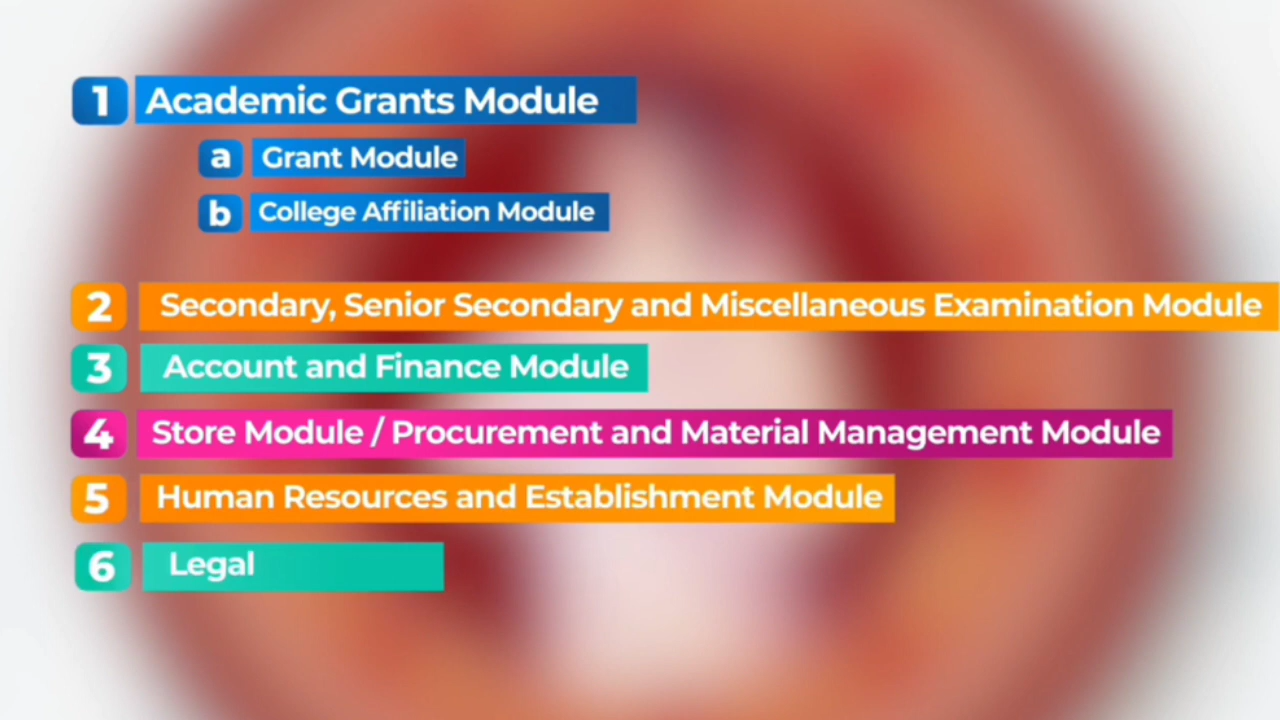 1 Academic Grants Module
a Grant Module
b College Affiliation Module
2 Secondary, Senior Secondary and Miscellaneous Examination Module
3 Account and Finance Module
4 Store Module / Procurement and Material Management Module
5 Human Resources and Establishment Module
6 Legal